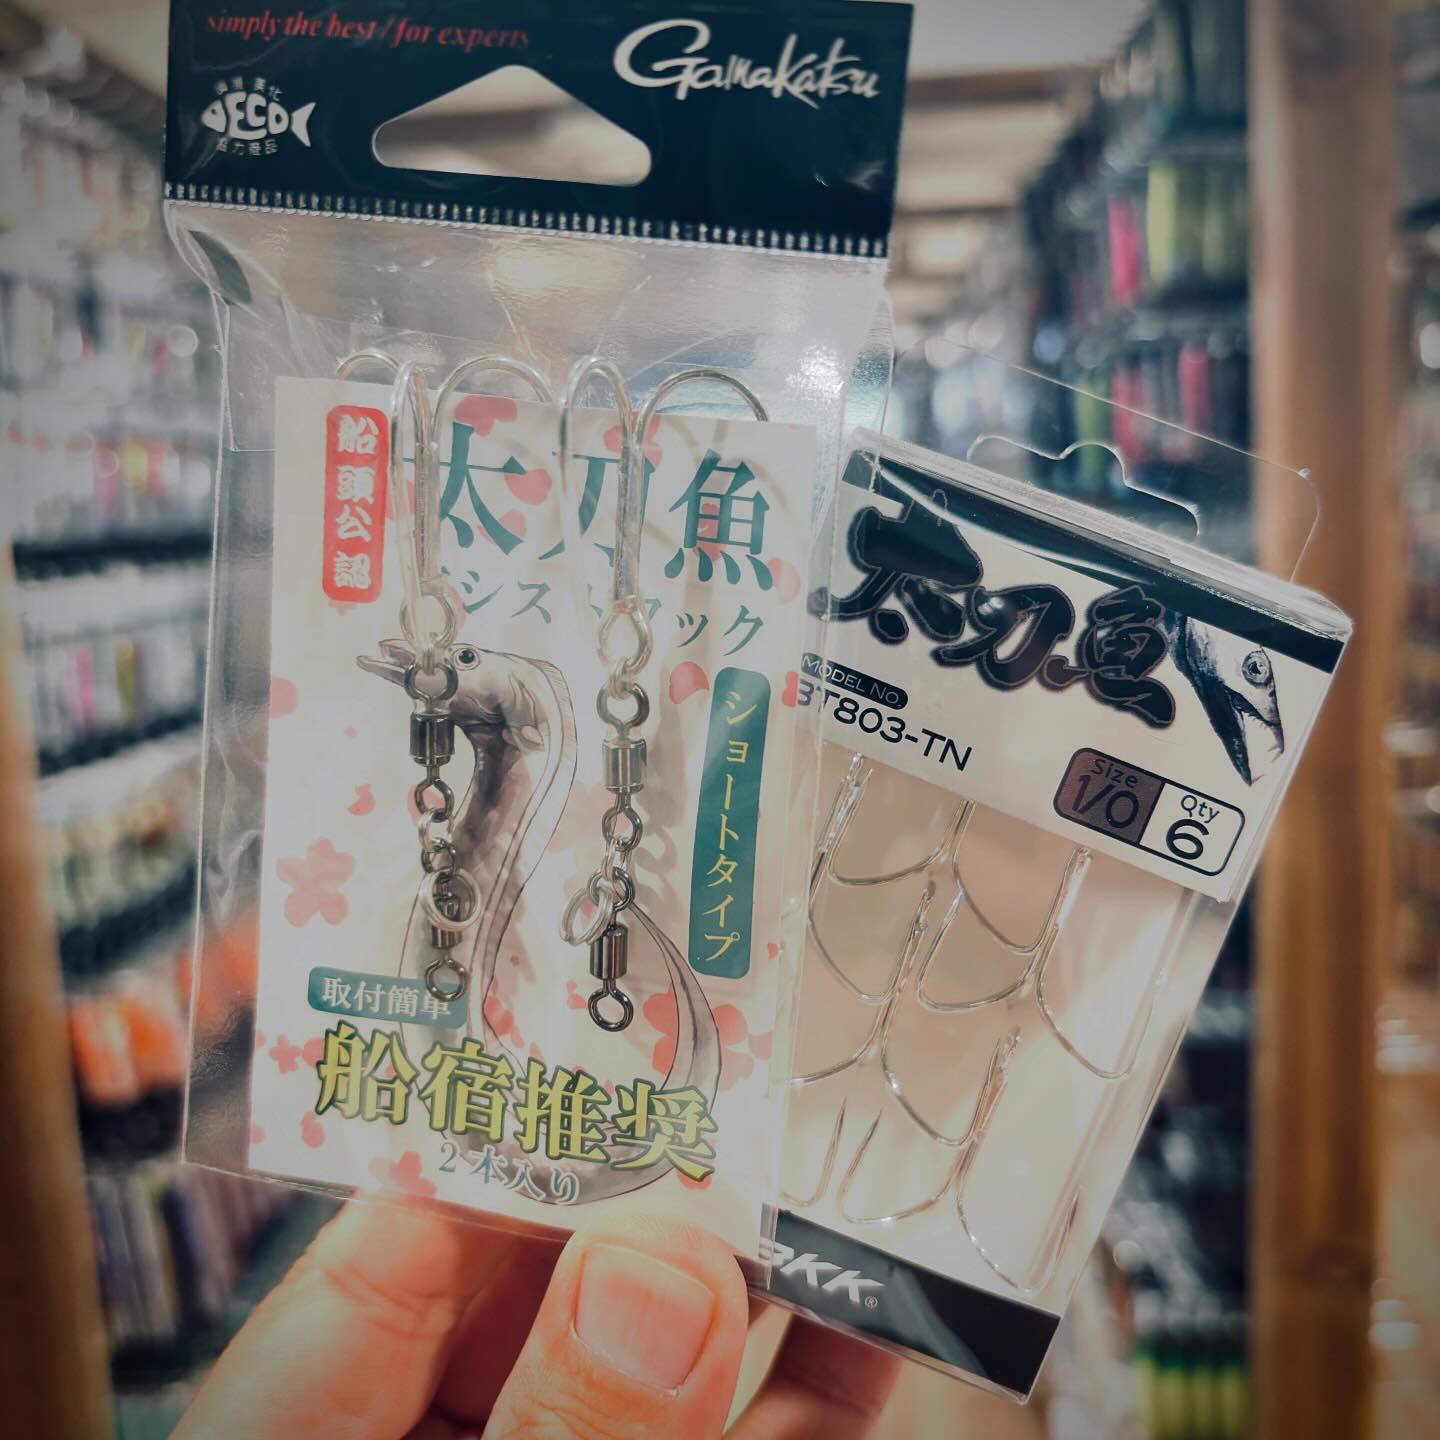 simply the best / for experts
Gamakatsu
DECO
船頭公認
太刀魚
シストフック
ショートタイプ
取付簡単
船宿推奨
2本入り
太刀魚
MODEL NO.
BT803-TN
Size
1/0
Qty
6
BKK®